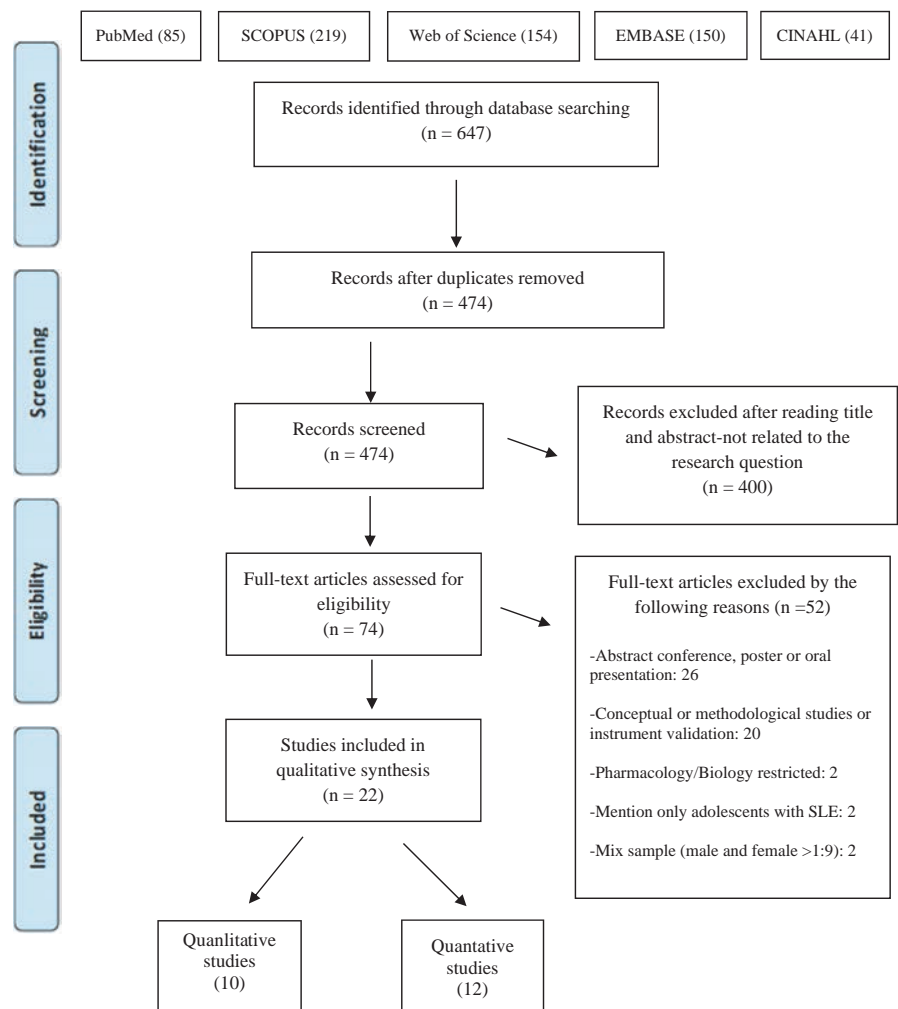 PubMed (85)
SCOPUS (219)
Web of Science (154)
EMBASE (150)
CINAHL (41)
Identification
Records identified through database searching
(n = 647)
Records after duplicates removed
(n = 474)
Screening
Records screened
(n = 474)
Records excluded after reading title
and abstract-not related to the
research question
(n = 400)
Eligibility
Full-text articles assessed for
eligibility
(n = 74)
Full-text articles excluded by the
following reasons (n =52)
-Abstract conference, poster or oral
presentation: 26
-Conceptual or methodological studies or
instrument validation: 20
-Pharmacology/Biology restricted: 2
-Mention only adolescents with SLE: 2
-Mix sample (male and female >1:9): 2
Included
Studies included in
qualitative synthesis
(n = 22)
Quanlitative
studies
(10)
Quantative
studies
(12)